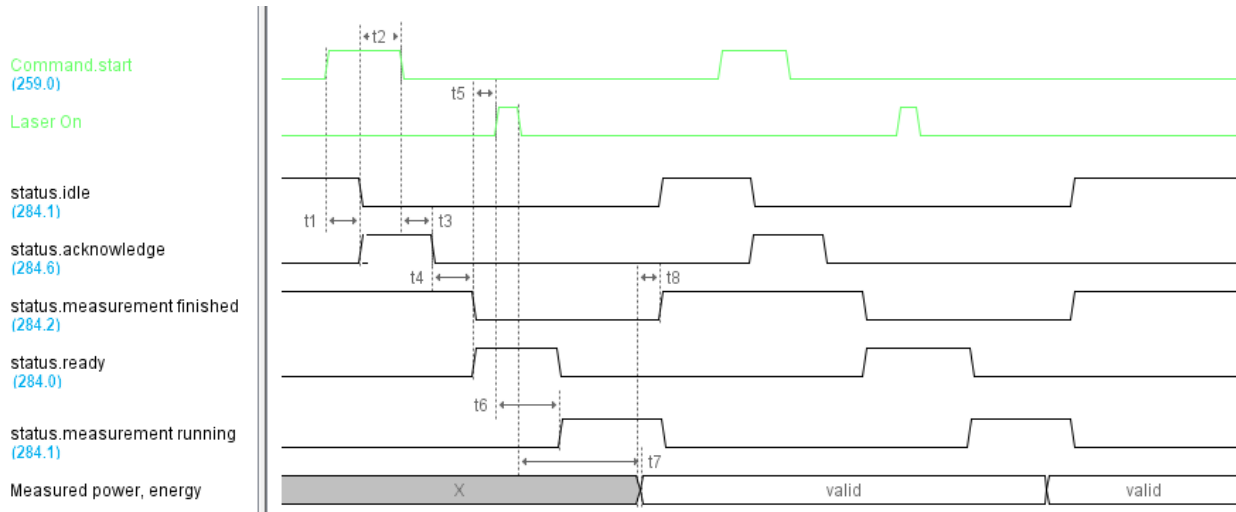 t2
Command.start
(259.0)
t5
Laser On
status.idle
(284.1)
t1
t3
status.acknowledge
(284.6)
t4
t8
status.measurement finished
(284.2)
status.ready
(284.0)
t6
status.measurement running
(284.1)
t7
Measured power, energy
X
valid
valid